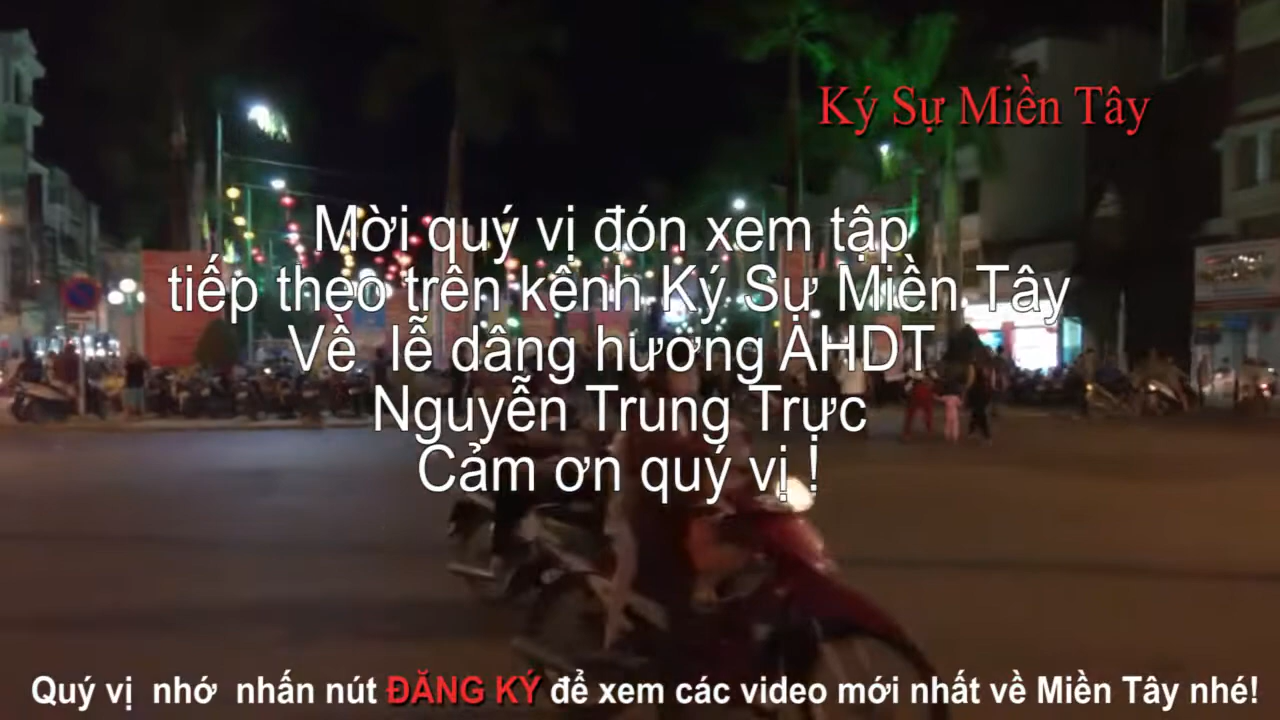 Ký Sự Miền Tây
Mời quý vị đón xem tập
tiếp theo trên kênh Ký Sự Miền Tây
Về lễ dâng hương AHDT
Nguyễn Trung Trực
Cảm ơn quý vị !
Quý vị nhớ nhấn nút ĐĂNG KÝ để xem các video mới nhất về Miền Tây nhé!